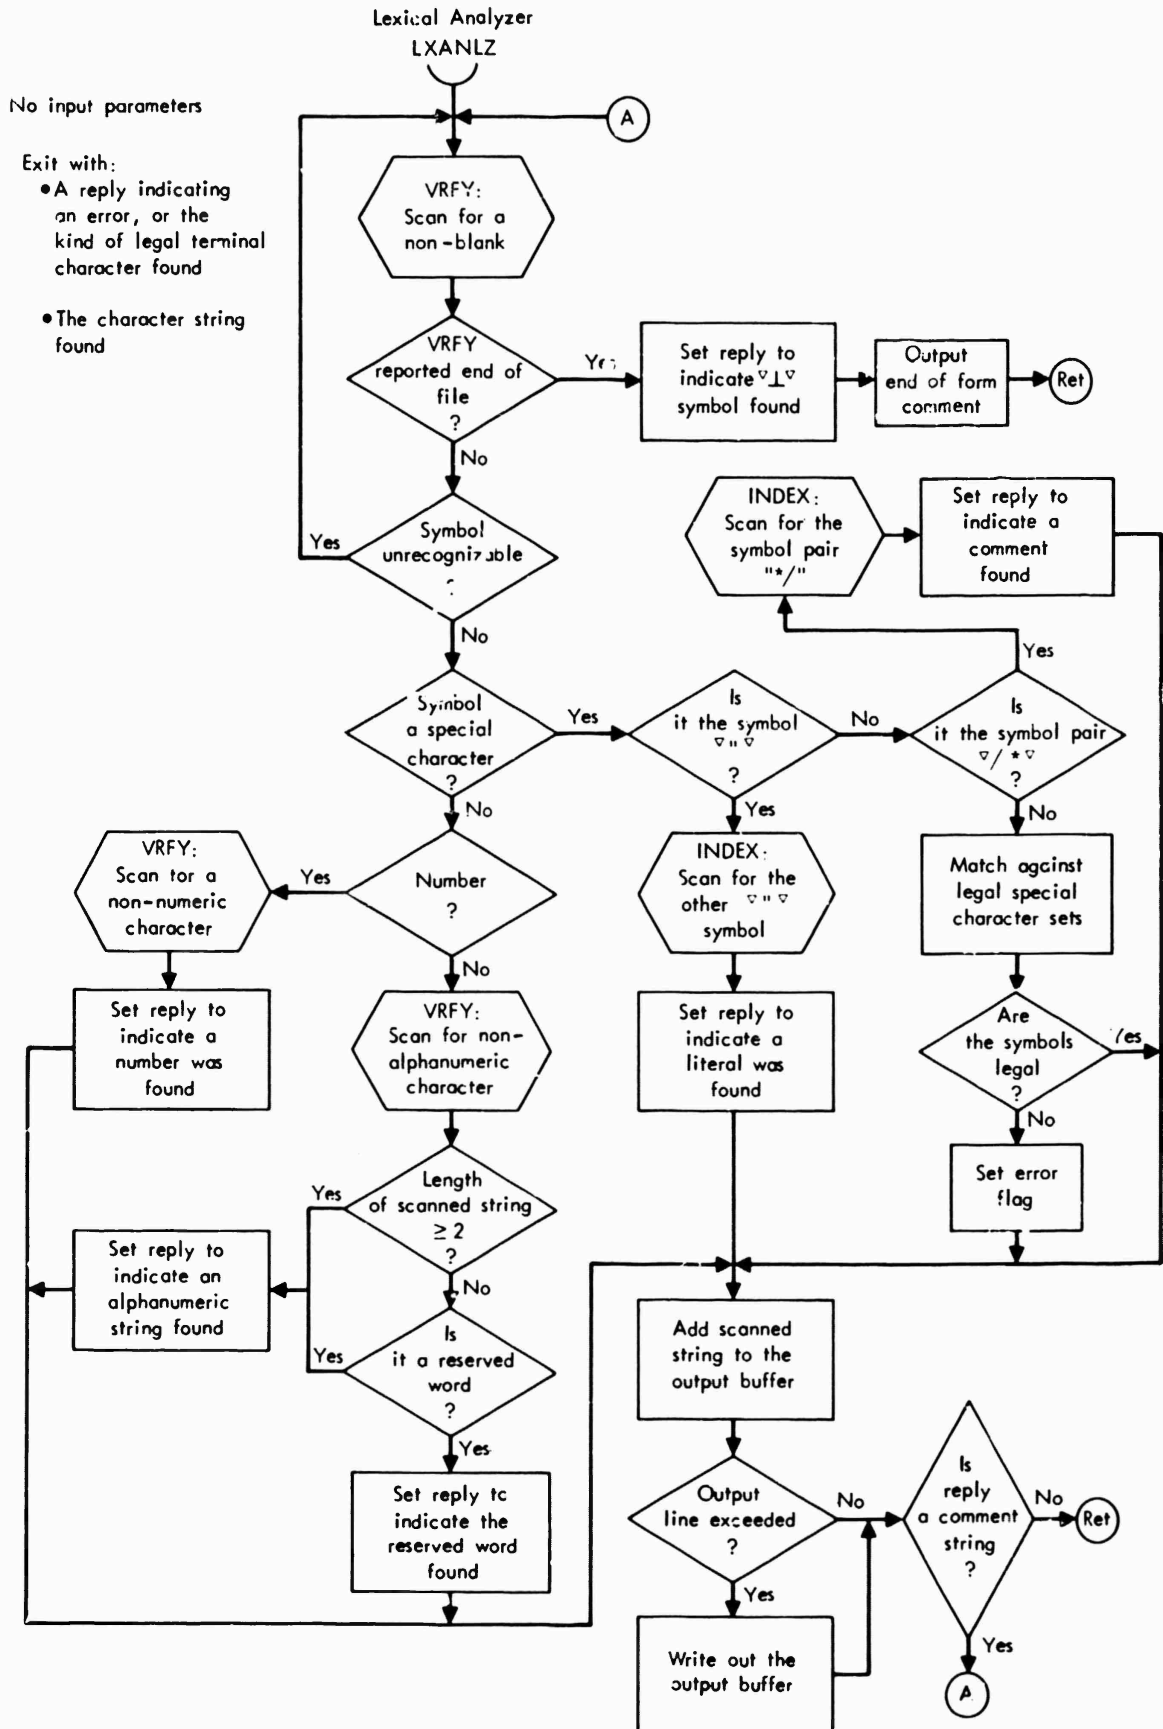 Lexical Analyzer
LXANLZ
No input parameters
A
Exit with:
•A reply indicating
an error, or the
kind of legal terminal
character found
•The character string
found
VRFY:
Scan for a
non-blank
VRFY
reported end of
file
?
Yes
Set reply to
indicate ▽⊥▽
symbol found
Output
end of form
comment
Ret
No
Symbol
unrecognizable
?
Yes
No
INDEX:
Scan for the
symbol pair
"*/"
Set reply to
indicate a
comment
found
Yes
Symbol
a special
character
?
Yes
Is
it the symbol
▽"▽
?
No
Is
it the symbol pair
▽/*▽
?
No
Yes
No
VRFY:
Scan for a
non-numeric
character
Yes
Number
?
INDEX:
Scan for the
other ▽"▽
symbol
Match against
legal special
character sets
No
Set reply to
indicate a
number was
found
VRFY:
Scan for non-
alphanumeric
character
Set reply to
indicate a
literal was
found
Are
the symbols
legal
?
Yes
No
Set error
flag
Length
of scanned string
≥ 2
?
Yes
No
Set reply to
indicate an
alphanumeric
string found
Is
it a reserved
word
?
Yes
Yes
Set reply to
indicate the
reserved word
found
Add scanned
string to the
output buffer
Output
line exceeded
?
No
Is
reply
a comment
string
?
No
Ret
Yes
Write out the
output buffer
Yes
A